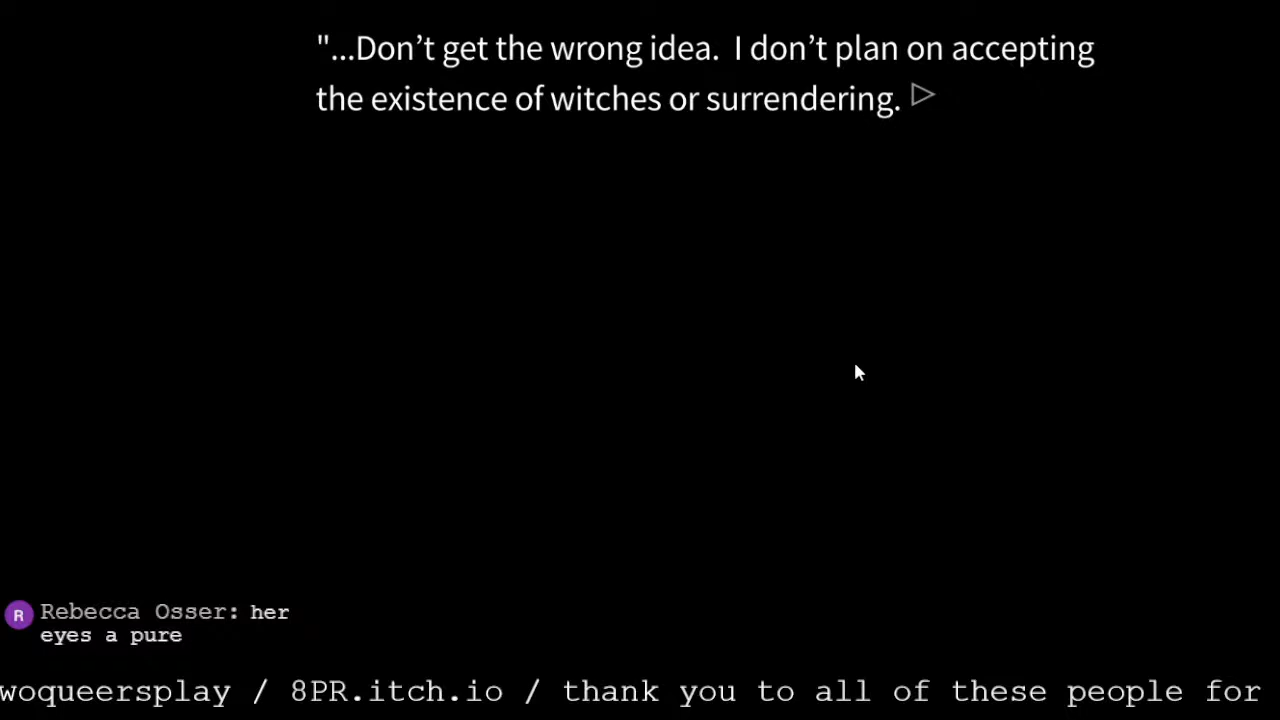 "...Don’t get the wrong idea.  I don’t plan on accepting
the existence of witches or surrendering.
R Rebecca Osser: her
eyes a pure
woqueersplay / 8PR.itch.io / thank you to all of these people for